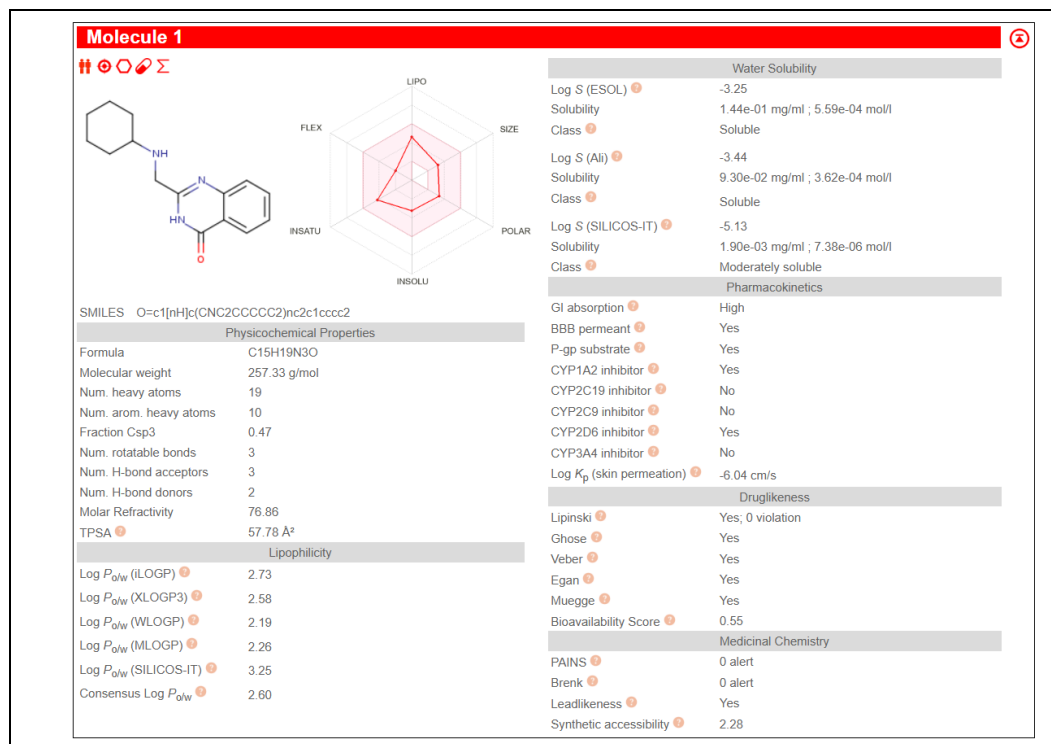 Molecule 1
LIPO
FLEX
SIZE
INSATU
POLAR
INSOLU
NH
N
HN
O
SMILES O=c1[nH]c(CNC2CCCCC2)nc2c1cccc2
Physicochemical Properties
Formula C15H19N3O
Molecular weight 257.33 g/mol
Num. heavy atoms 19
Num. arom. heavy atoms 10
Fraction Csp3 0.47
Num. rotatable bonds 3
Num. H-bond acceptors 3
Num. H-bond donors 2
Molar Refractivity 76.86
TPSA ? 57.78 Å²
Lipophilicity
Log Po/w (iLOGP) ? 2.73
Log Po/w (XLOGP3) ? 2.58
Log Po/w (WLOGP) ? 2.19
Log Po/w (MLOGP) ? 2.26
Log Po/w (SILICOS-IT) ? 3.25
Consensus Log Po/w ? 2.60
Water Solubility
Log S (ESOL) ? -3.25
Solubility 1.44e-01 mg/ml ; 5.59e-04 mol/l
Class ? Soluble
Log S (Ali) ? -3.44
Solubility 9.30e-02 mg/ml ; 3.62e-04 mol/l
Class ? Soluble
Log S (SILICOS-IT) ? -5.13
Solubility 1.90e-03 mg/ml ; 7.38e-06 mol/l
Class ? Moderately soluble
Pharmacokinetics
GI absorption ? High
BBB permeant ? Yes
P-gp substrate ? Yes
CYP1A2 inhibitor ? Yes
CYP2C19 inhibitor ? No
CYP2C9 inhibitor ? No
CYP2D6 inhibitor ? Yes
CYP3A4 inhibitor ? No
Log Kp (skin permeation) ? -6.04 cm/s
Druglikeness
Lipinski ? Yes; 0 violation
Ghose ? Yes
Veber ? Yes
Egan ? Yes
Muegge ? Yes
Bioavailability Score ? 0.55
Medicinal Chemistry
PAINS ? 0 alert
Brenk ? 0 alert
Leadlikeness ? Yes
Synthetic accessibility ? 2.28